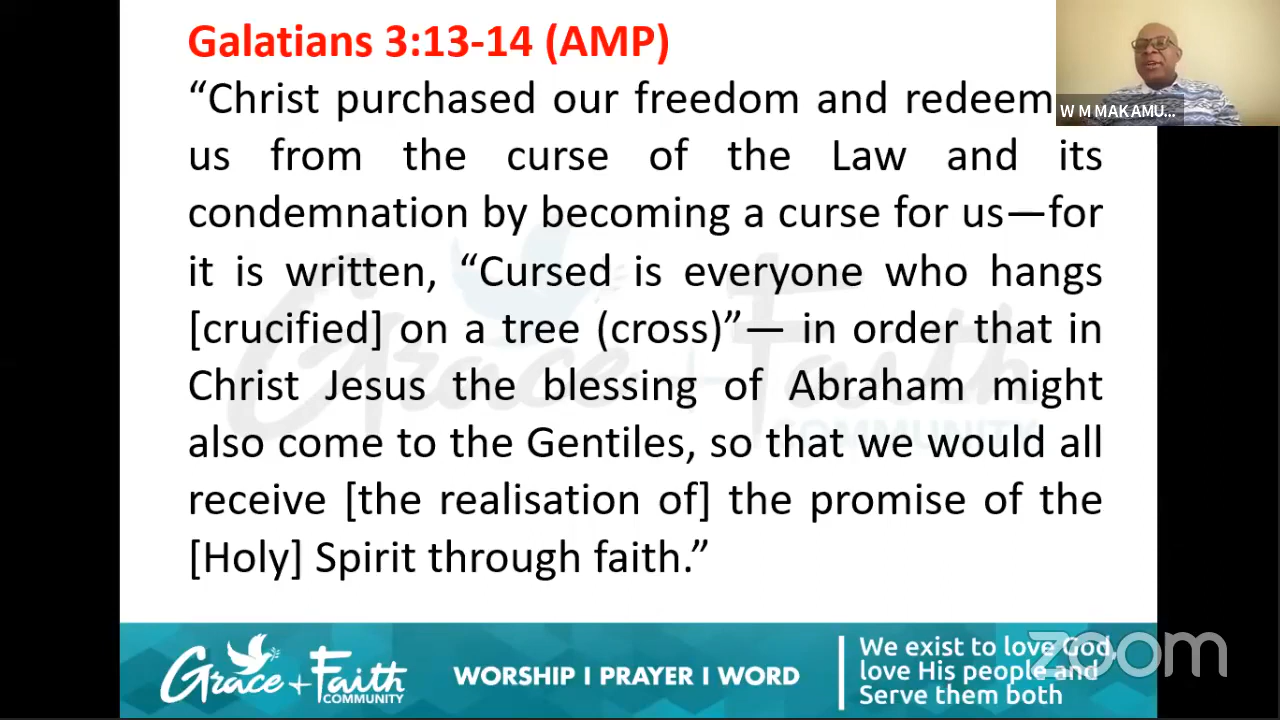 Galatians 3:13-14 (AMP)
“Christ purchased our freedom and redeem
us from the curse of the Law and its
condemnation by becoming a curse for us—for
it is written, “Cursed is everyone who hangs
[crucified] on a tree (cross)”— in order that in
Christ Jesus the blessing of Abraham might
also come to the Gentiles, so that we would all
receive [the realisation of] the promise of the
[Holy] Spirit through faith.”
W M MAKAMU...
Grace + Faith
COMMUNITY
Grace + Faith
COMMUNITY
WORSHIP I PRAYER I WORD
We exist to love God,
love His people and
Serve them both
zoom